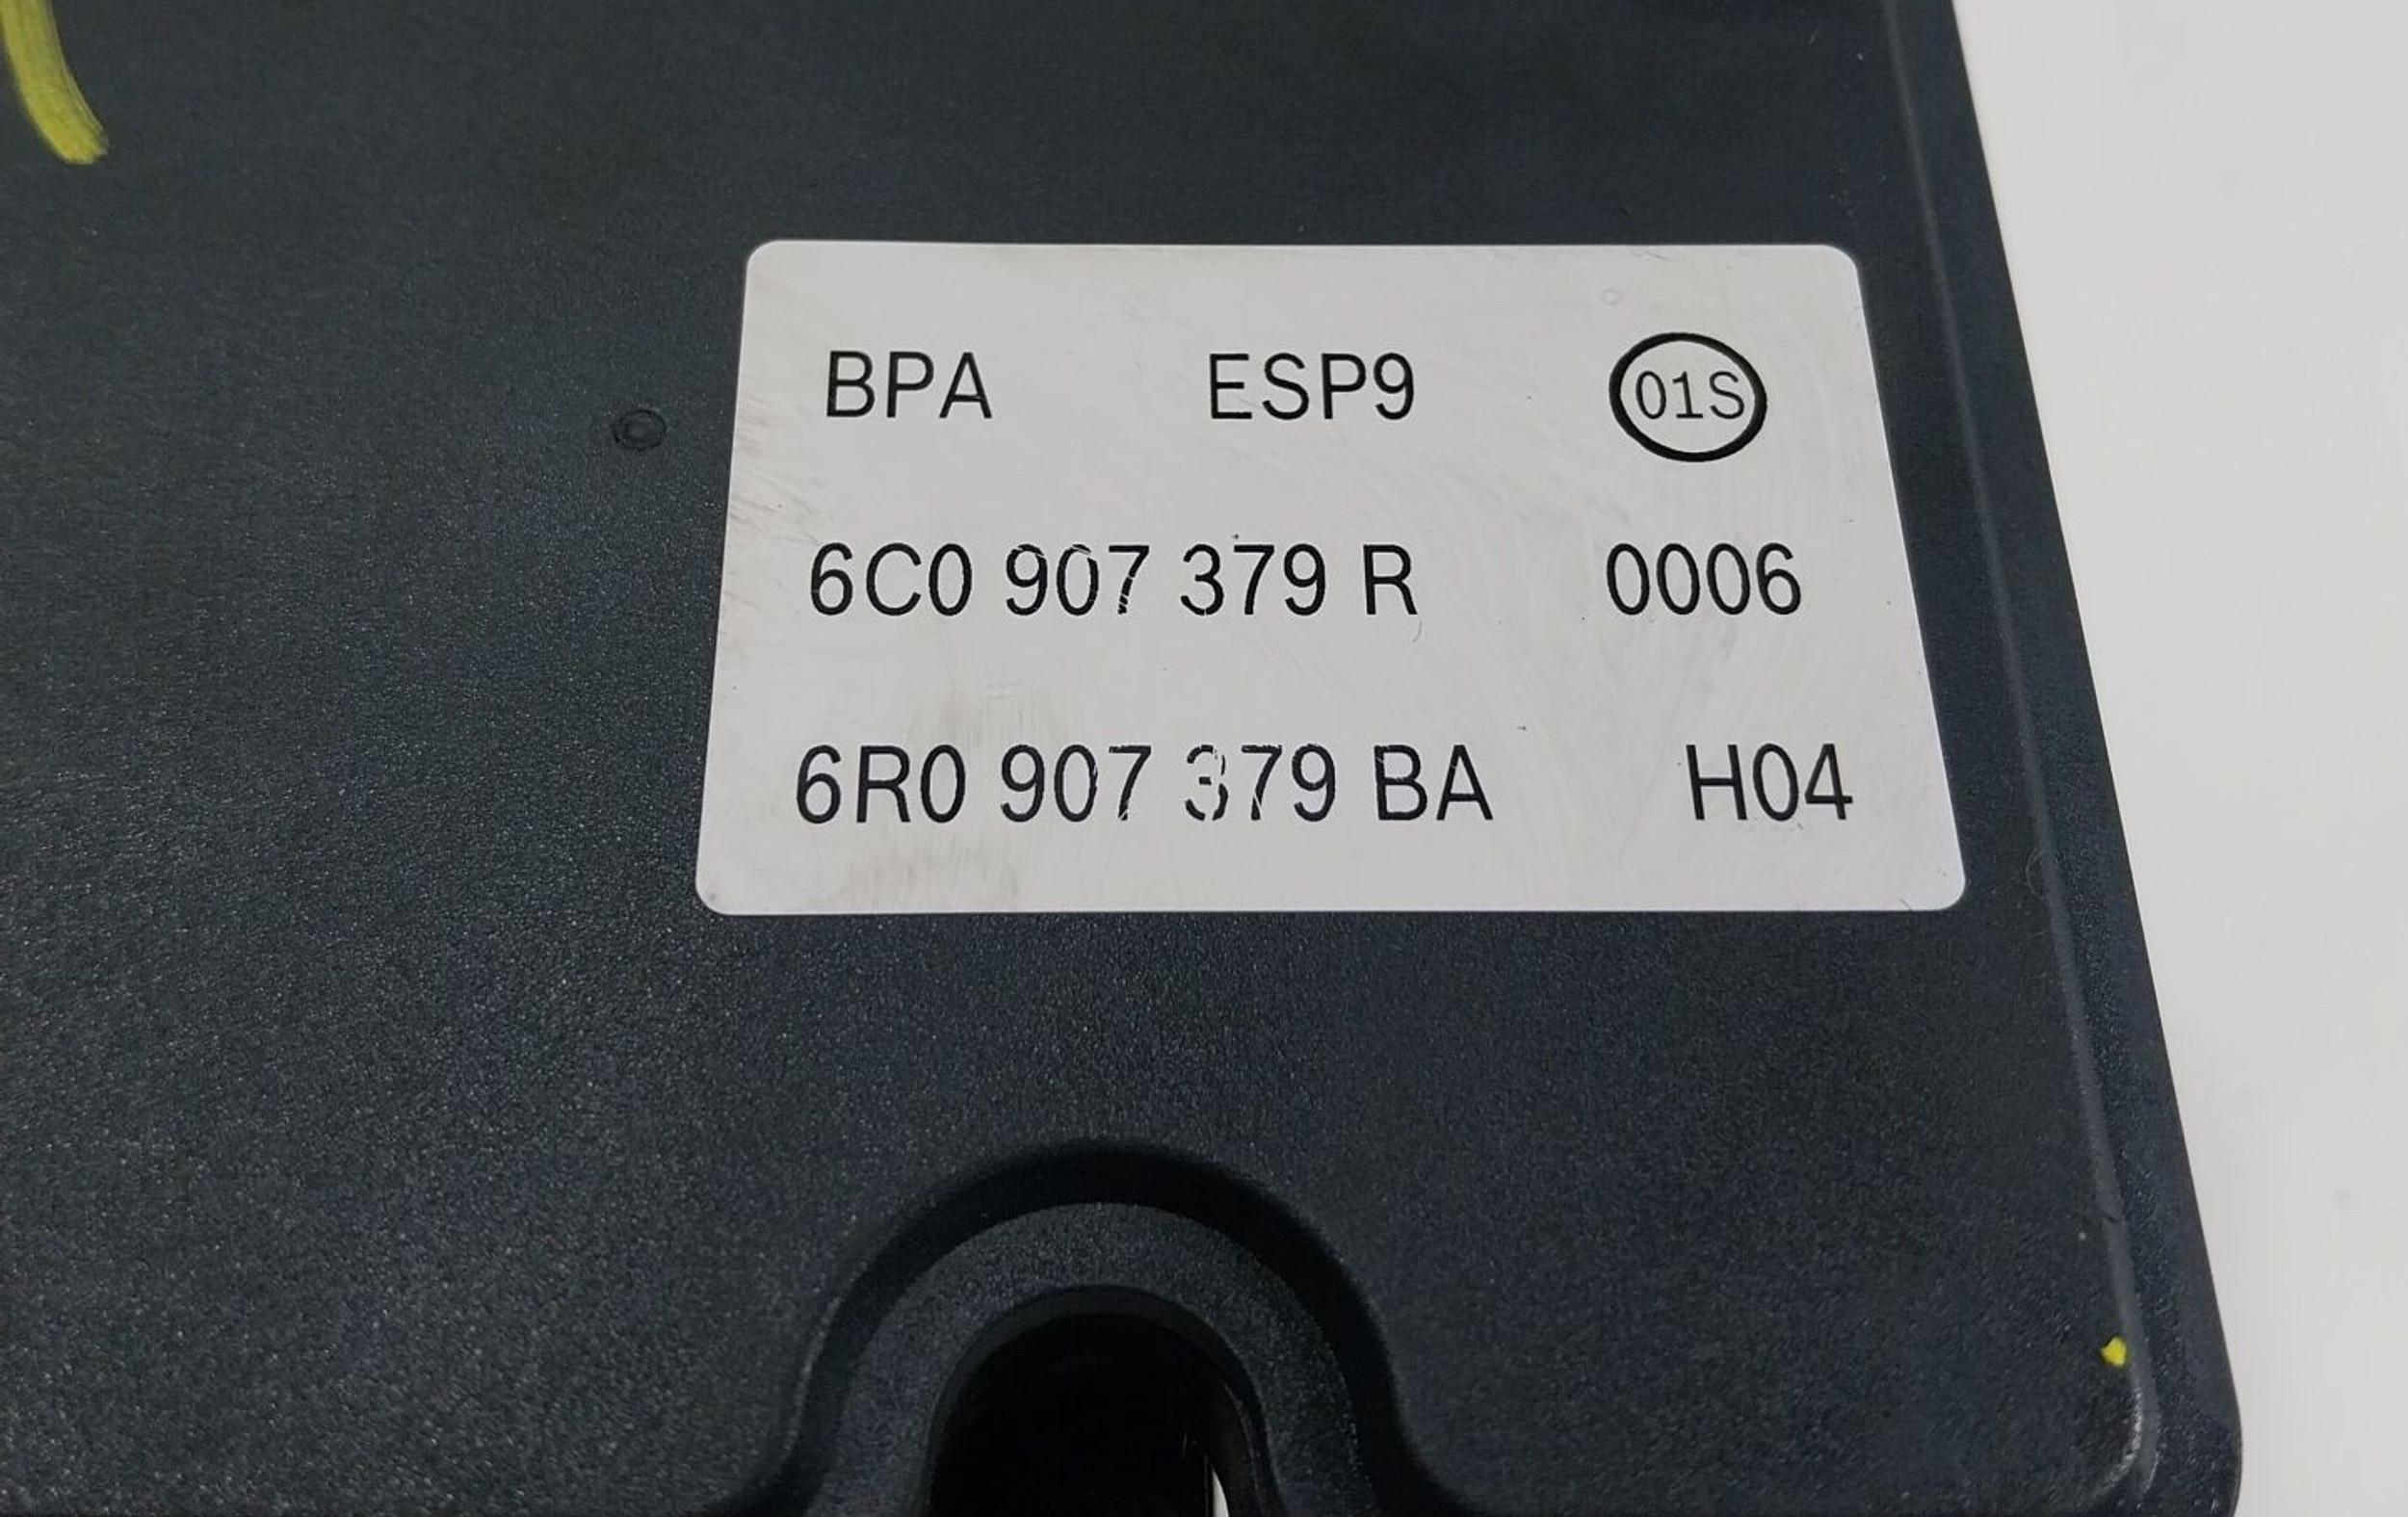 BPA ESP9 01S
6C0 907 379 R 0006
6R0 907 379 BA H04